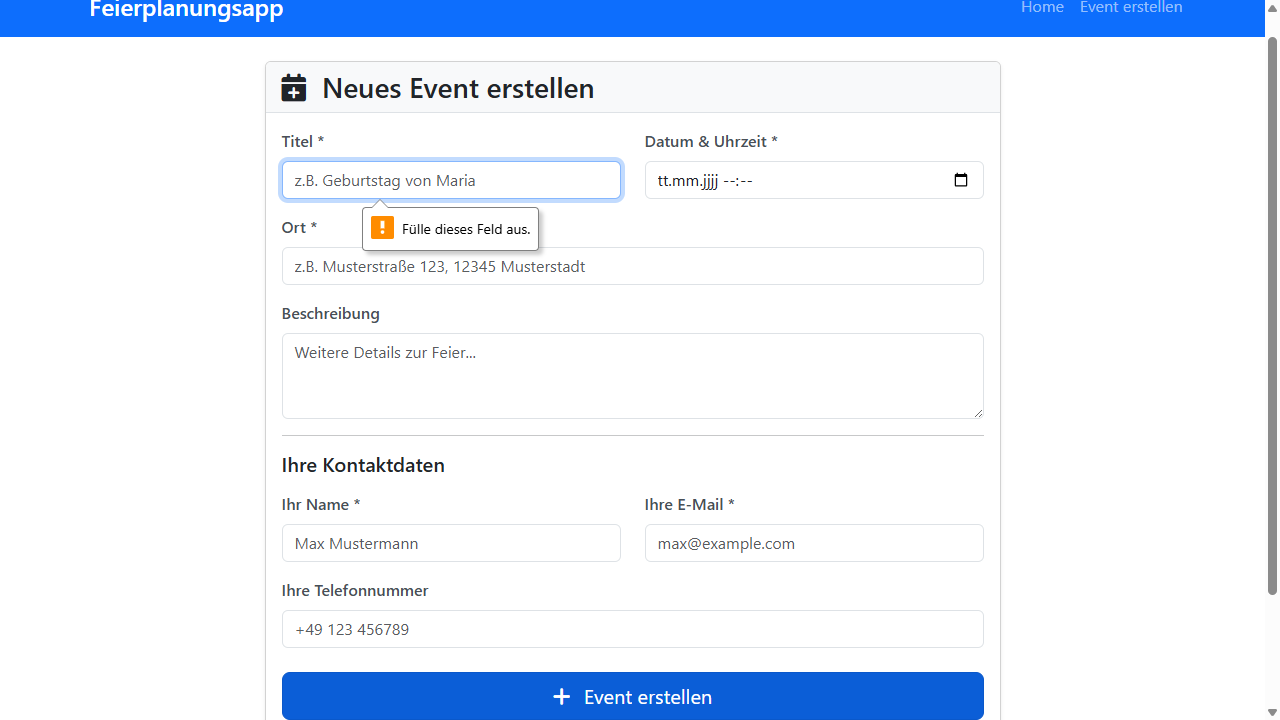 Feierplanungsapp
Home Event erstellen
Neues Event erstellen
Titel * Datum & Uhrzeit *
z.B. Geburtstag von Maria tt.mm.jjjj --:--
Fülle dieses Feld aus.
Ort *
z.B. Musterstraße 123, 12345 Musterstadt
Beschreibung
Weitere Details zur Feier...
Ihre Kontaktdaten
Ihr Name * Ihre E-Mail *
Max Mustermann max@example.com
Ihre Telefonnummer
+49 123 456789
Event erstellen